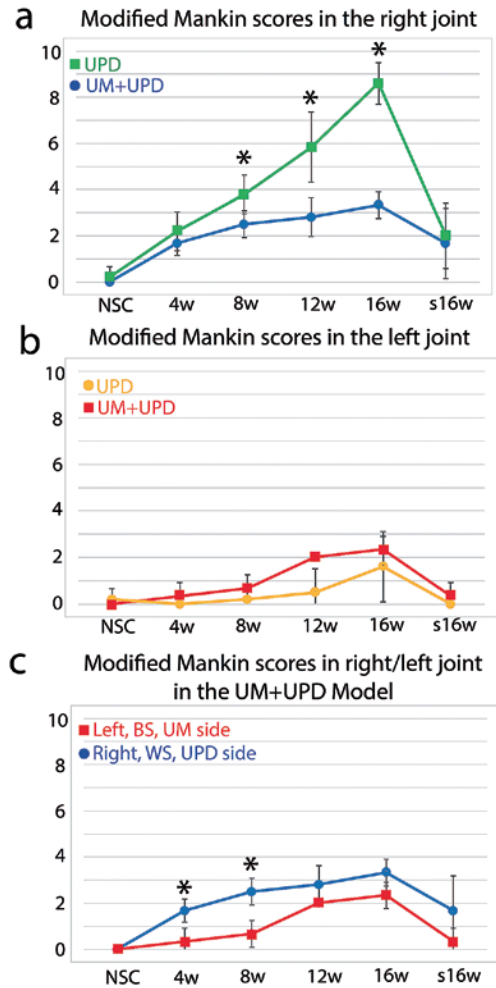 a
Modified Mankin scores in the right joint
10
8
6
4
2
0
UPD
UM+UPD
*
*
*
NSC 4w 8w 12w 16w s16w
b
Modified Mankin scores in the left joint
10
8
6
4
2
0
UPD
UM+UPD
NSC 4w 8w 12w 16w s16w
c
Modified Mankin scores in right/left joint
in the UM+UPD Model
10
8
6
4
2
0
Left, BS, UM side
Right, WS, UPD side
*
*
NSC 4w 8w 12w 16w s16w